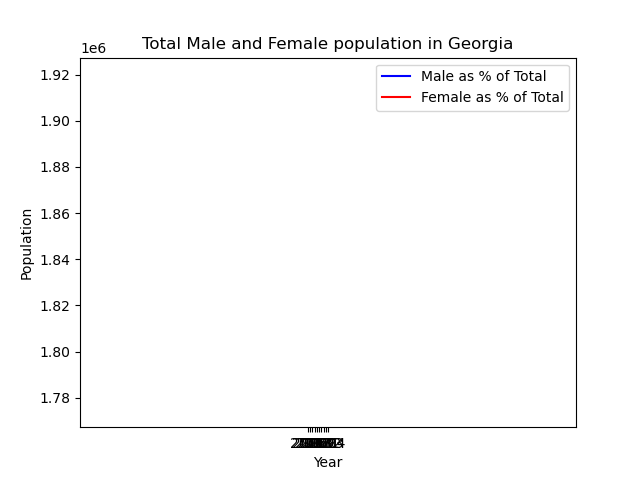 Total Male and Female population in Georgia
1e6
Male as % of Total
Female as % of Total
1.92
1.90
1.88
1.86
1.84
1.82
1.80
1.78
Population
Year